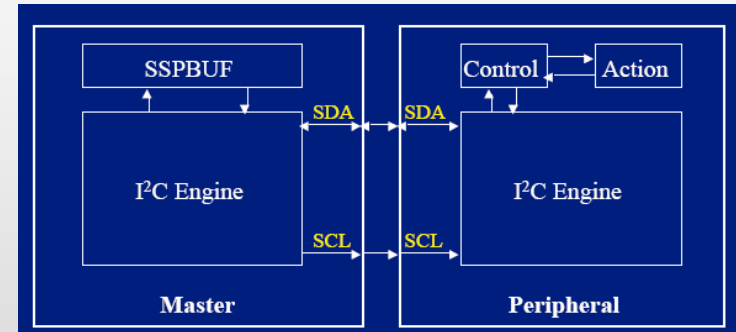 SSPBUF
I²C Engine
SDA
SCL
Master
SDA
SCL
Control
Action
I²C Engine
Peripheral